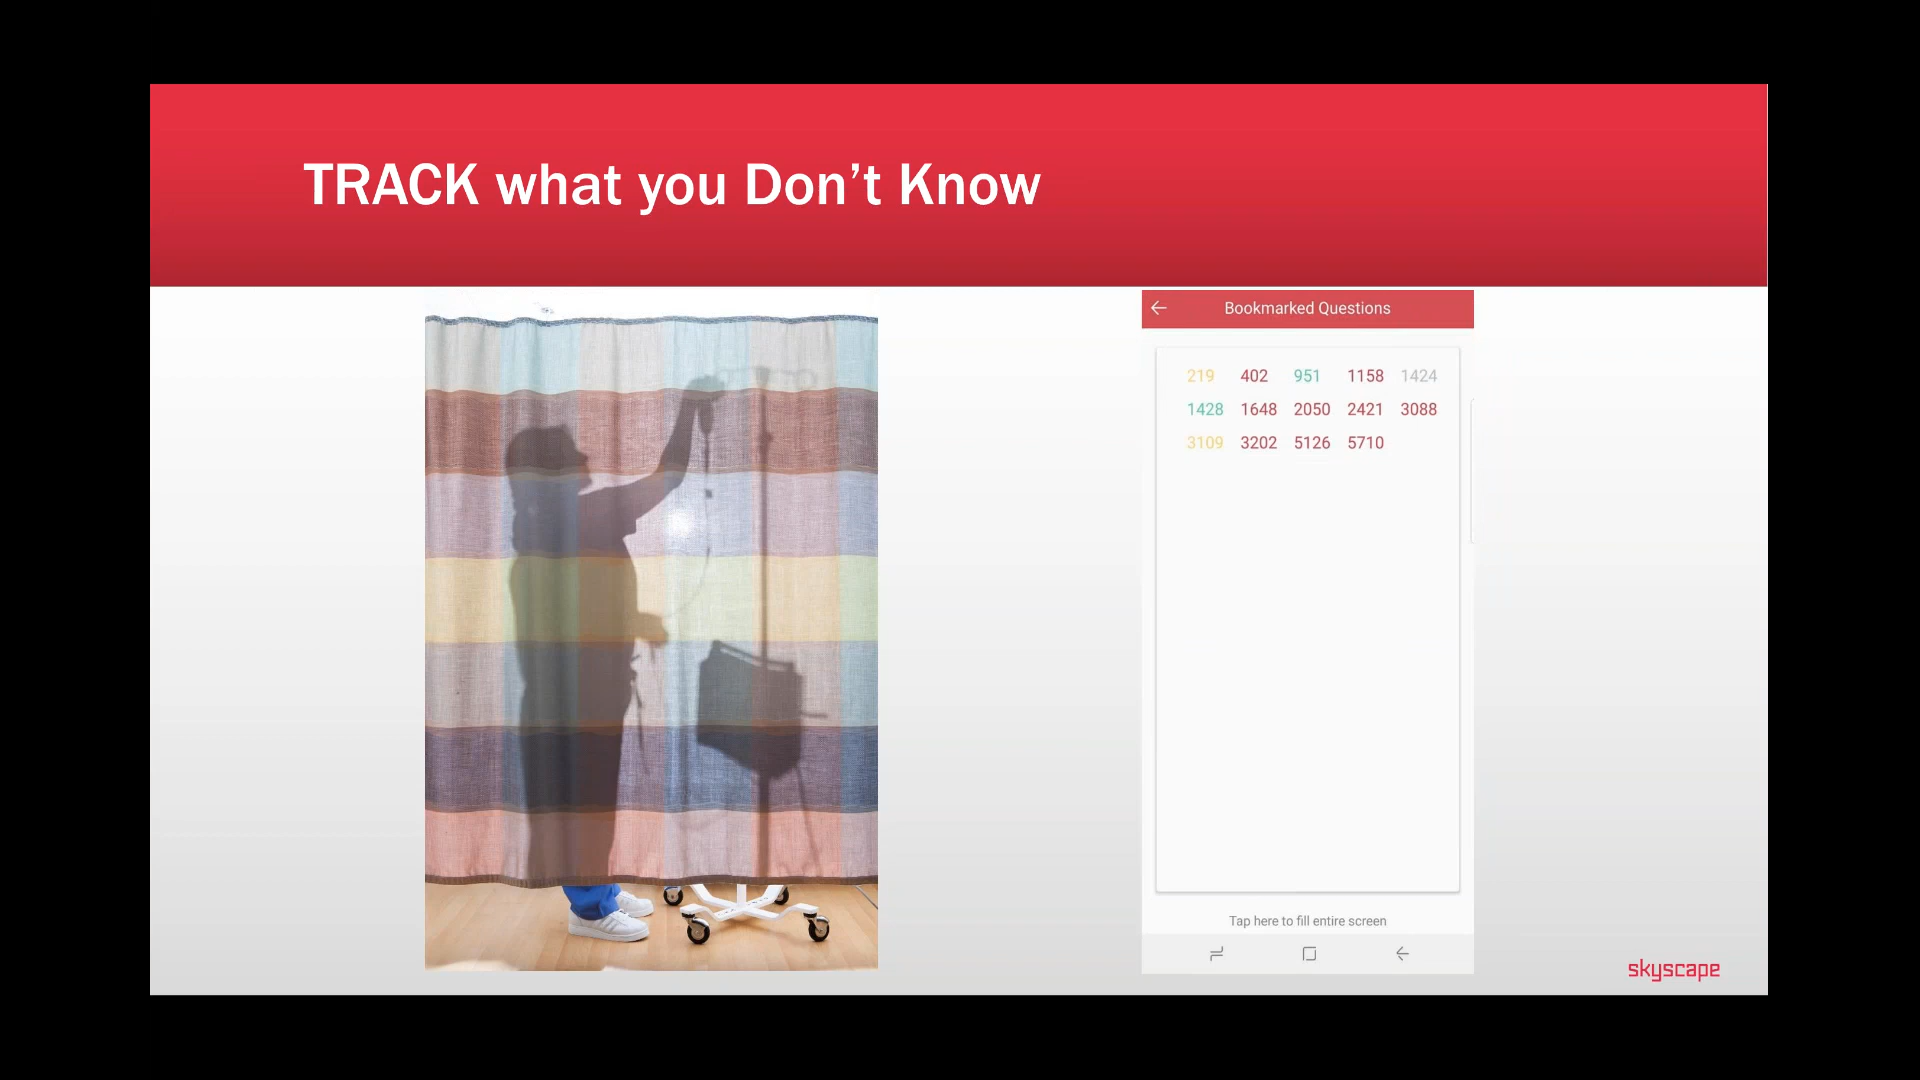 TRACK what you Don’t Know
Bookmarked Questions
219 402 951 1158 1424
1428 1648 2050 2421 3088
3109 3202 5126 5710
Tap here to fill entire screen
skyscape